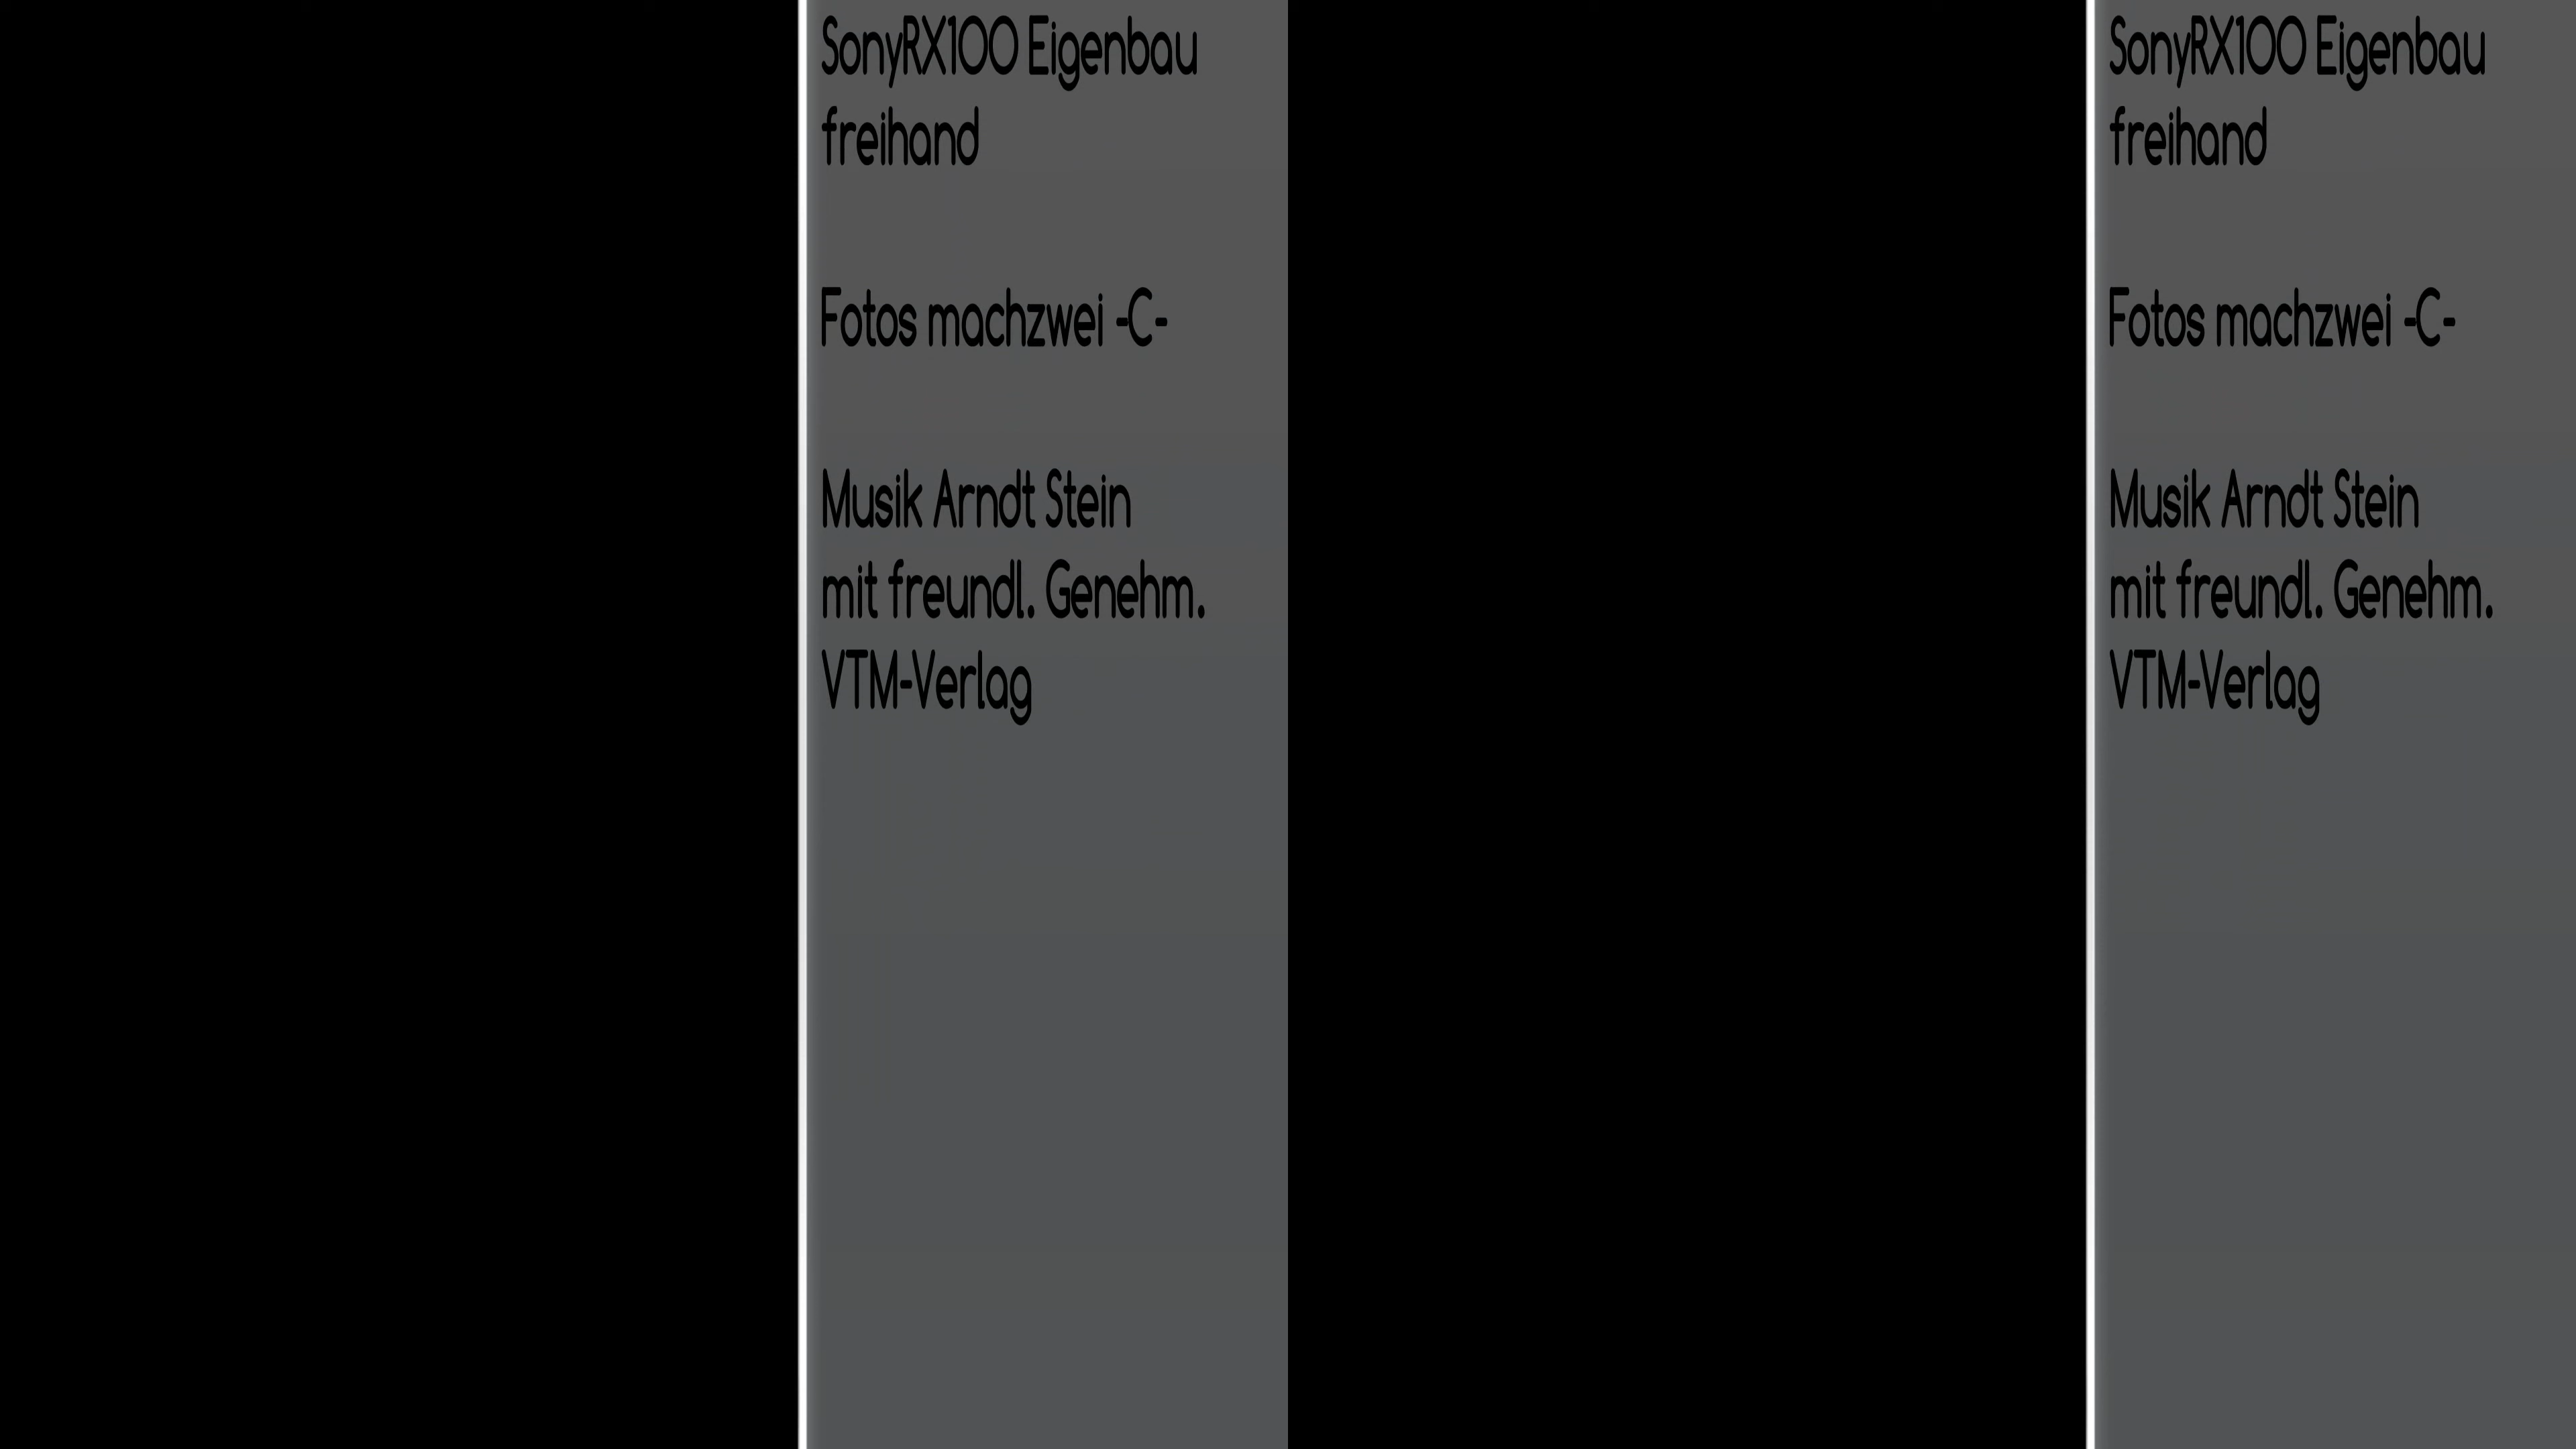 SonyRX100 Eigenbau
freihand
Fotos machzwei -C-
Musik Arndt Stein
mit freundl. Genehm.
VTM-Verlag
SonyRX100 Eigenbau
freihand
Fotos machzwei -C-
Musik Arndt Stein
mit freundl. Genehm.
VTM-Verlag